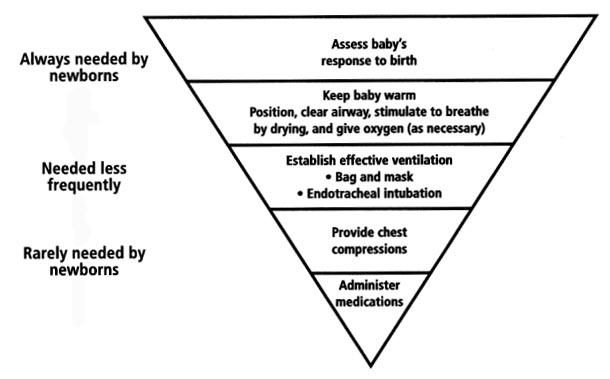 Always needed by
newborns
Assess baby's
response to birth
Keep baby warm
Position, clear airway, stimulate to breathe
by drying, and give oxygen (as necessary)
Needed less
frequently
Establish effective ventilation
• Bag and mask
• Endotracheal intubation
Rarely needed by
newborns
Provide chest
compressions
Administer
medications